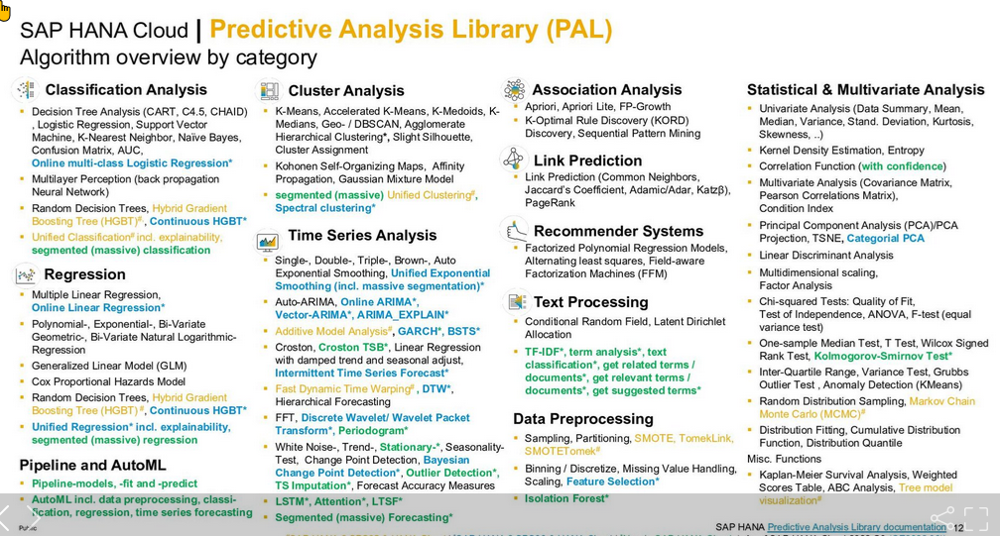 SAP HANA Cloud | Predictive Analysis Library (PAL)
Algorithm overview by category
Classification Analysis
Decision Tree Analysis (CART, C4.5, CHAID)
, Logistic Regression, Support Vector
Machine, K-Nearest Neighbor, Naïve Bayes,
Confusion Matrix, AUC,
Online multi-class Logistic Regression*
Multilayer Perception (back propagation
Neural Network)
Random Decision Trees, Hybrid Gradient
Boosting Tree (HGBT)#, Continuous HGBT*
Unified Classification# incl. explainability,
segmented (massive) classification
Regression
Multiple Linear Regression,
Online Linear Regression*
Polynomial-, Exponential-, Bi-Variate
Geometric-, Bi-Variate Natural Logarithmic-
Regression
Generalized Linear Model (GLM)
Cox Proportional Hazards Model
Random Decision Trees, Hybrid Gradient
Boosting Tree (HGBT) #, Continuous HGBT*
Unified Regression* incl. explainability,
segmented (massive) regression
Pipeline and AutoML
Pipeline-models, -fit and -predict
AutoML incl. data preprocessing, classi-
fication, regression, time series forecasting
Cluster Analysis
K-Means, Accelerated K-Means, K-Medoids, K-
Medians, Geo- / DBSCAN, Agglomerate
Hierarchical Clustering*, Slight Silhouette,
Cluster Assignment
Kohonen Self-Organizing Maps, Affinity
Propagation, Gaussian Mixture Model
segmented (massive) Unified Clustering#,
Spectral clustering*
Time Series Analysis
Single-, Double-, Triple-, Brown-, Auto
Exponential Smoothing, Unified Exponential
Smoothing (incl. massive segmentation)*
Auto-ARIMA, Online ARIMA*,
Vector-ARIMA*, ARIMA_EXPLAIN*
Additive Model Analysis#, GARCH*, BSTS*
Croston, Croston TSB*, Linear Regression
with damped trend and seasonal adjust,
Intermittent Time Series Forecast*
Fast Dynamic Time Warping#, DTW*,
Hierarchical Forecasting
FFT, Discrete Wavelet/ Wavelet Packet
Transform*, Periodogram*
White Noise-, Trend-, Stationary-*, Seasonality-
Test, Change Point Detection, Bayesian
Change Point Detection*, Outlier Detection*,
TS Imputation*, Forecast Accuracy Measures
LSTM*, Attention*, LTSF*
Segmented (massive) Forecasting*
Association Analysis
Apriori, Apriori Lite, FP-Growth
K-Optimal Rule Discovery (KORD)
Discovery, Sequential Pattern Mining
Link Prediction
Link Prediction (Common Neighbors,
Jaccard's Coefficient, Adamic/Adar, Katzβ),
PageRank
Recommender Systems
Factorized Polynomial Regression Models,
Alternating least squares, Field-aware
Factorization Machines (FFM)
Text Processing
Conditional Random Field, Latent Dirichlet
Allocation
TF-IDF*, term analysis*, text
classification*, get related terms /
documents*, get relevant terms /
documents*, get suggested terms*
Data Preprocessing
Sampling, Partitioning, SMOTE, TomekLink,
SMOTETomek#
Binning / Discretize, Missing Value Handling,
Scaling, Feature Selection*
Isolation Forest*
Statistical & Multivariate Analysis
Univariate Analysis (Data Summary, Mean,
Median, Variance, Stand. Deviation, Kurtosis,
Skewness, ..)
Kernel Density Estimation, Entropy
Correlation Function (with confidence)
Multivariate Analysis (Covariance Matrix,
Pearson Correlations Matrix),
Condition Index
Principal Component Analysis (PCA)/PCA
Projection, TSNE, Categorial PCA
Linear Discriminant Analysis
Multidimensional scaling,
Factor Analysis
Chi-squared Tests: Quality of Fit,
Test of Independence, ANOVA, F-test (equal
variance test)
One-sample Median Test, T Test, Wilcox Signed
Rank Test, Kolmogorov-Smirnov Test*
Inter-Quartile Range, Variance Test, Grubbs
Outlier Test , Anomaly Detection (KMeans)
Random Distribution Sampling, Markov Chain
Monte Carlo (MCMC)#
Distribution Fitting, Cumulative Distribution
Function, Distribution Quantile
Misc. Functions
Kaplan-Meier Survival Analysis, Weighted
Scores Table, ABC Analysis, Tree model
visualization#
SAP HANA Predictive Analysis Library documentation 12